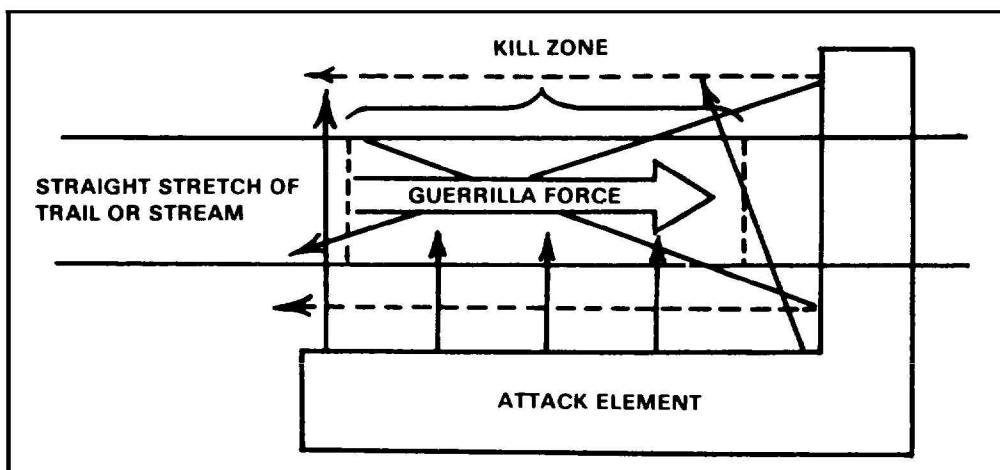 KILL ZONE
STRAIGHT STRETCH OF
TRAIL OR STREAM
GUERRILLA FORCE
ATTACK ELEMENT